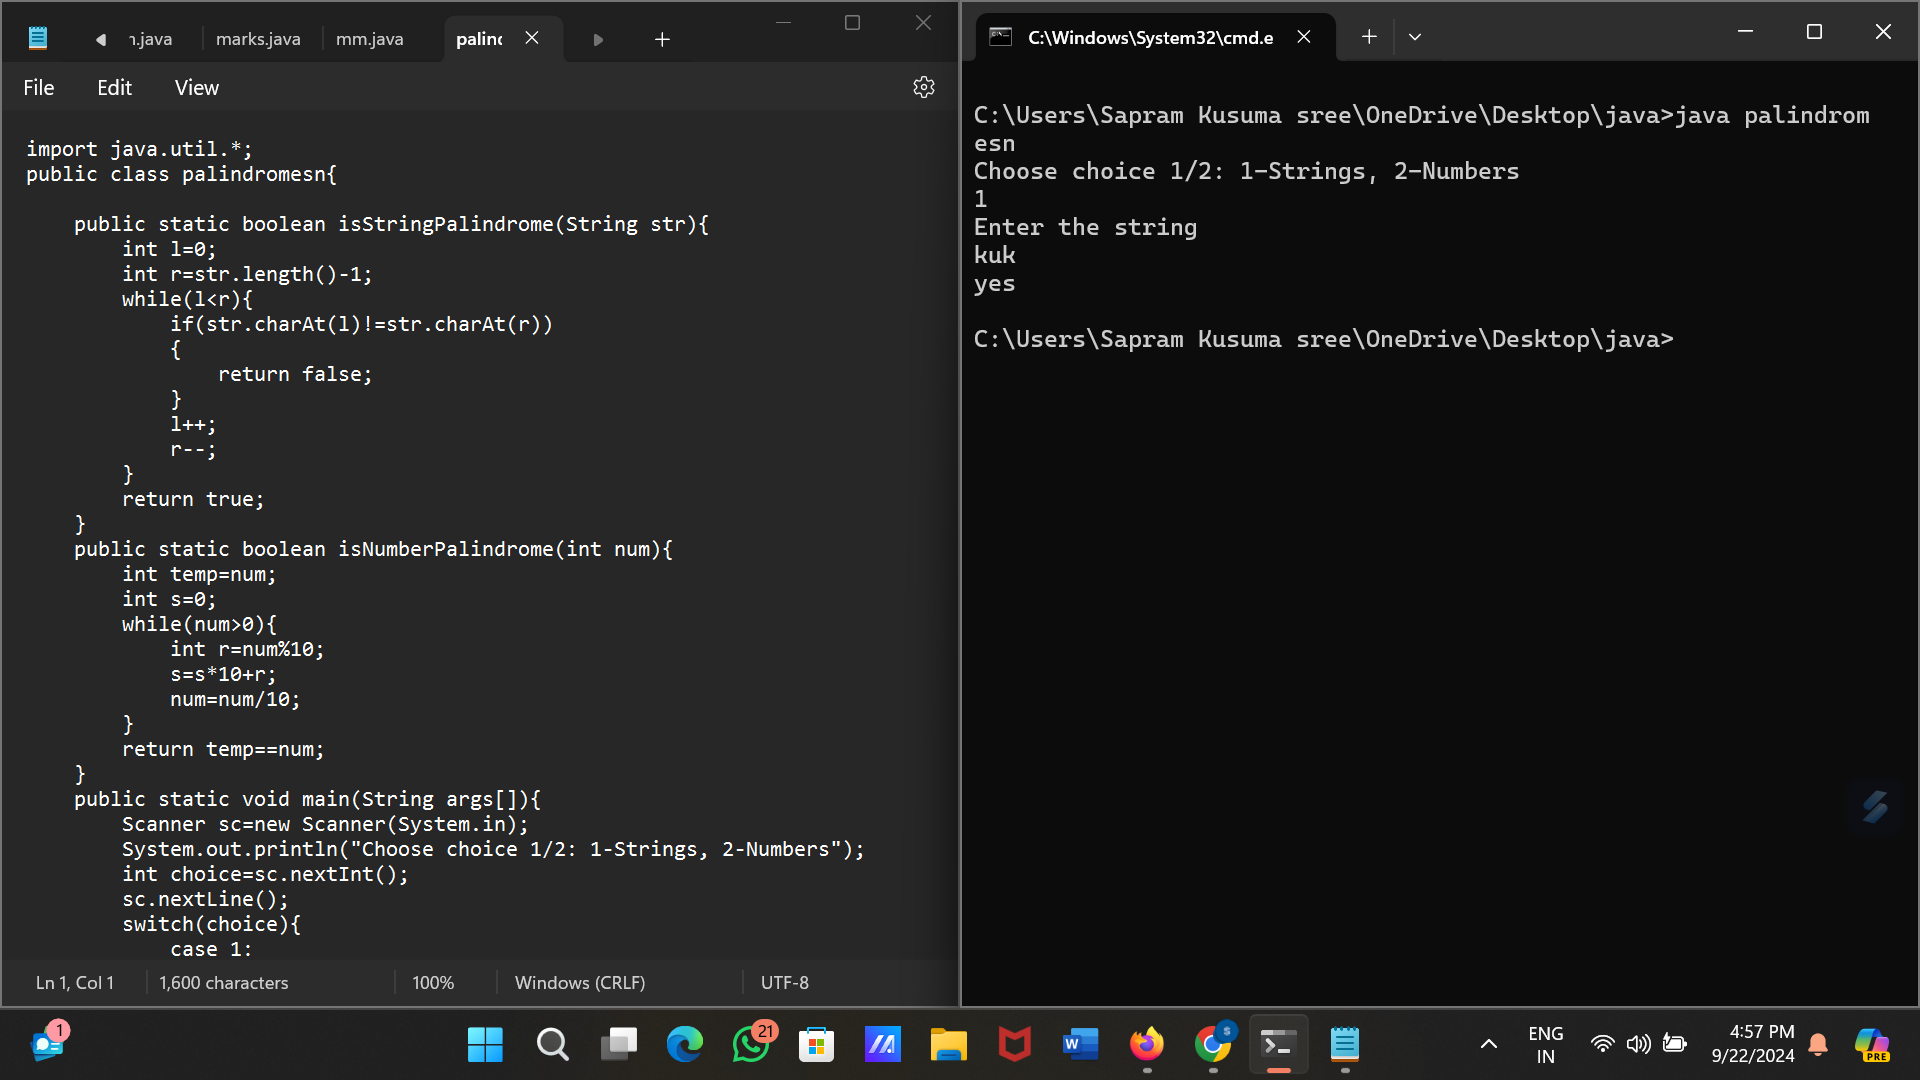 n.java marks.java mm.java palind
File Edit View
import java.util.*;
public class palindromesn{
public static boolean isStringPalindrome(String str){
int l=0;
int r=str.length()-1;
while(l<r){
if(str.charAt(l)!=str.charAt(r))
{
return false;
}
l++;
r--;
}
return true;
}
public static boolean isNumberPalindrome(int num){
int temp=num;
int s=0;
while(num>0){
int r=num%10;
s=s*10+r;
num=num/10;
}
return temp==num;
}
public static void main(String args[]){
Scanner sc=new Scanner(System.in);
System.out.println("Choose choice 1/2: 1-Strings, 2-Numbers");
int choice=sc.nextInt();
sc.nextLine();
switch(choice){
case 1:
Ln 1, Col 1 1,600 characters 100% Windows (CRLF) UTF-8
C:\Windows\System32\cmd.e
C:\Users\Sapram Kusuma sree\OneDrive\Desktop\java>java palindrom
esn
Choose choice 1/2: 1-Strings, 2-Numbers
1
Enter the string
kuk
yes
C:\Users\Sapram Kusuma sree\OneDrive\Desktop\java>
1
21
W
S
ENG
IN
4:57 PM
9/22/2024
PRE